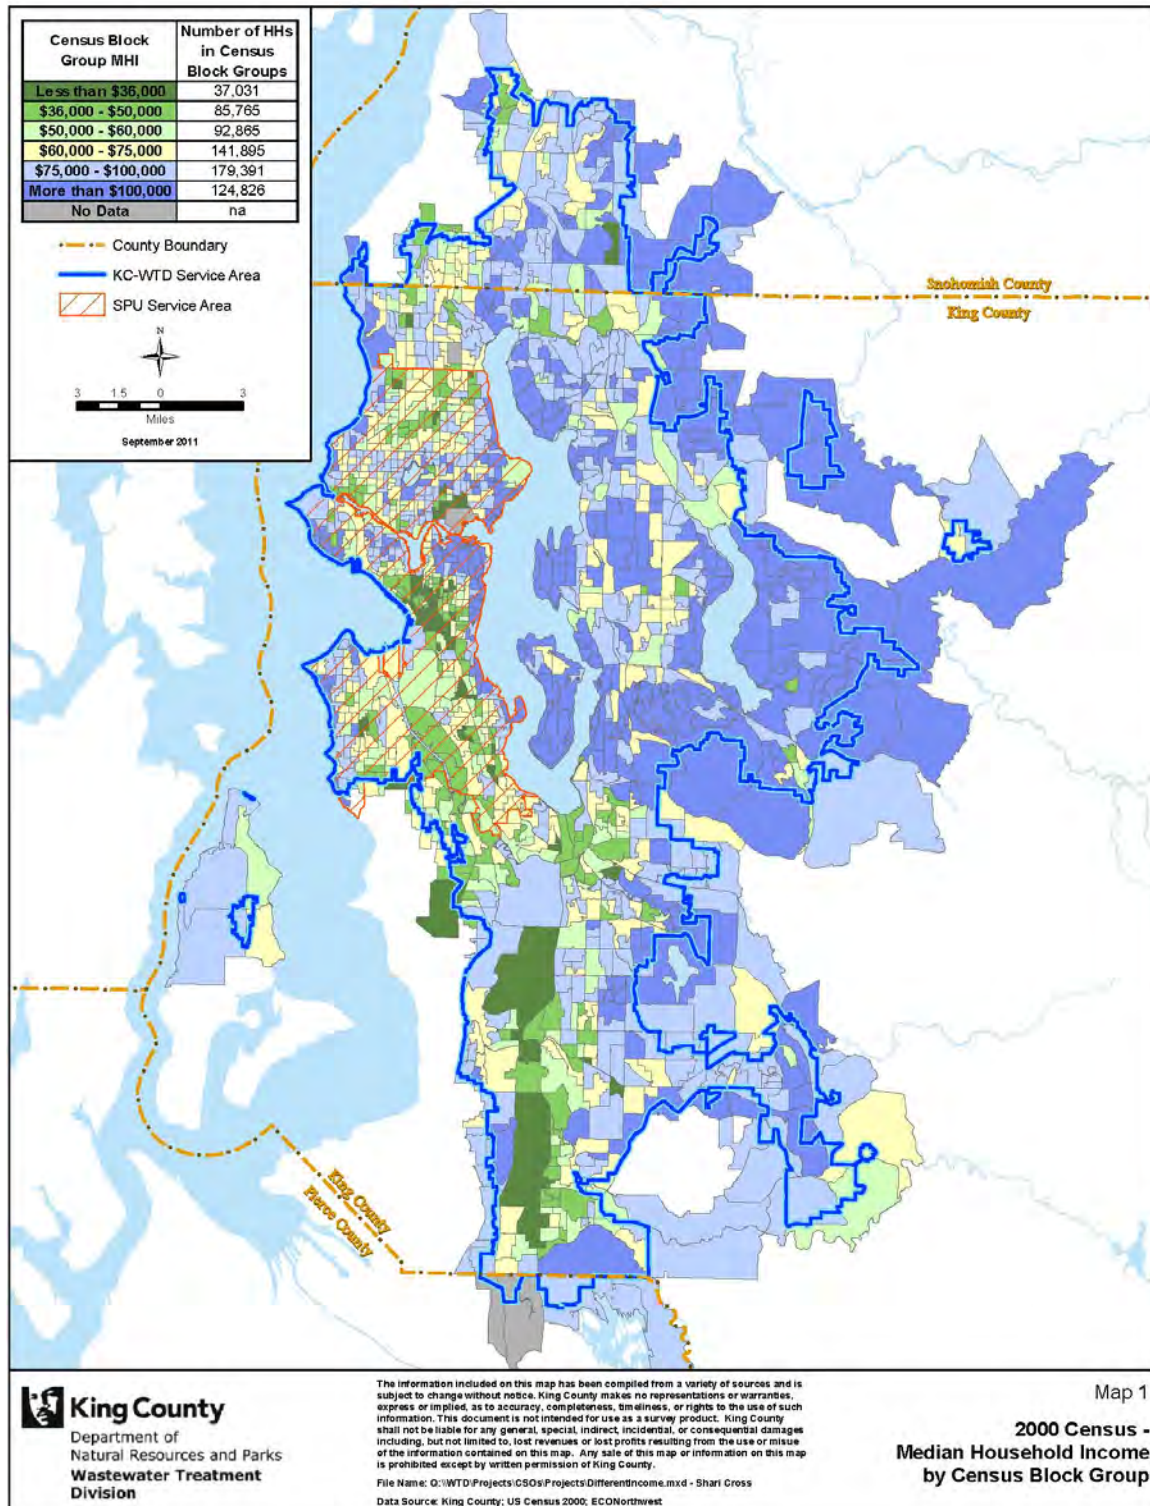 Census Block
Group MHI
Number of HHs
in Census
Block Groups
Less than $36,000 37,031
$36,000 - $50,000 85,765
$50,000 - $60,000 92,865
$60,000 - $75,000 141,895
$75,000 - $100,000 179,391
More than $100,000 124,826
No Data na
County Boundary
KC-WTD Service Area
SPU Service Area
N
3 1.5 0 3
Miles
September 2011
Snohomish County
King County
King County
Pierce County
King County
Department of
Natural Resources and Parks
Wastewater Treatment
Division
The information included on this map has been compiled from a variety of sources and is
subject to change without notice. King County makes no representations or warranties,
express or implied, as to accuracy, completeness, timeliness, or rights to the use of such
information. This document is not intended for use as a survey product. King County
shall not be liable for any general, special, indirect, incidental, or consequential damages
including, but not limited to, lost revenues or lost profits resulting from the use or misuse
of the information contained on this map. Any sale of this map or information on this map
is prohibited except by written permission of King County.
File Name: Q:\\WTD\Projects\CSOs\Projects\DifferentIncome.mxd - Shari Cross
Data Source: King County; US Census 2000; ECONorthwest
Map 1
2000 Census -
Median Household Income
by Census Block Group